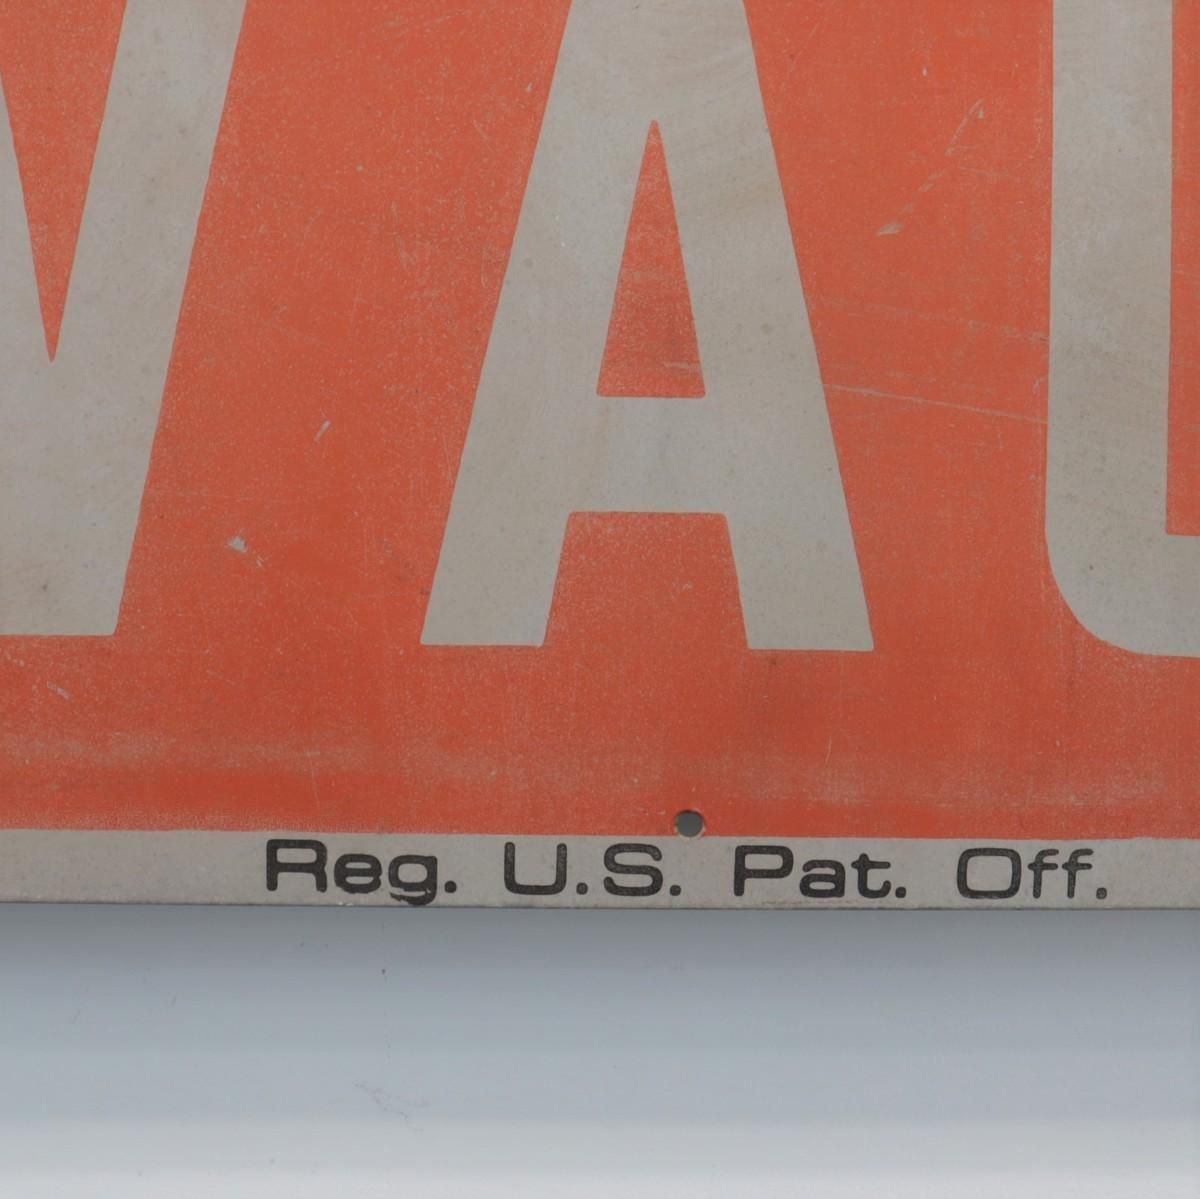 A
Reg. U.S. Pat. Off.